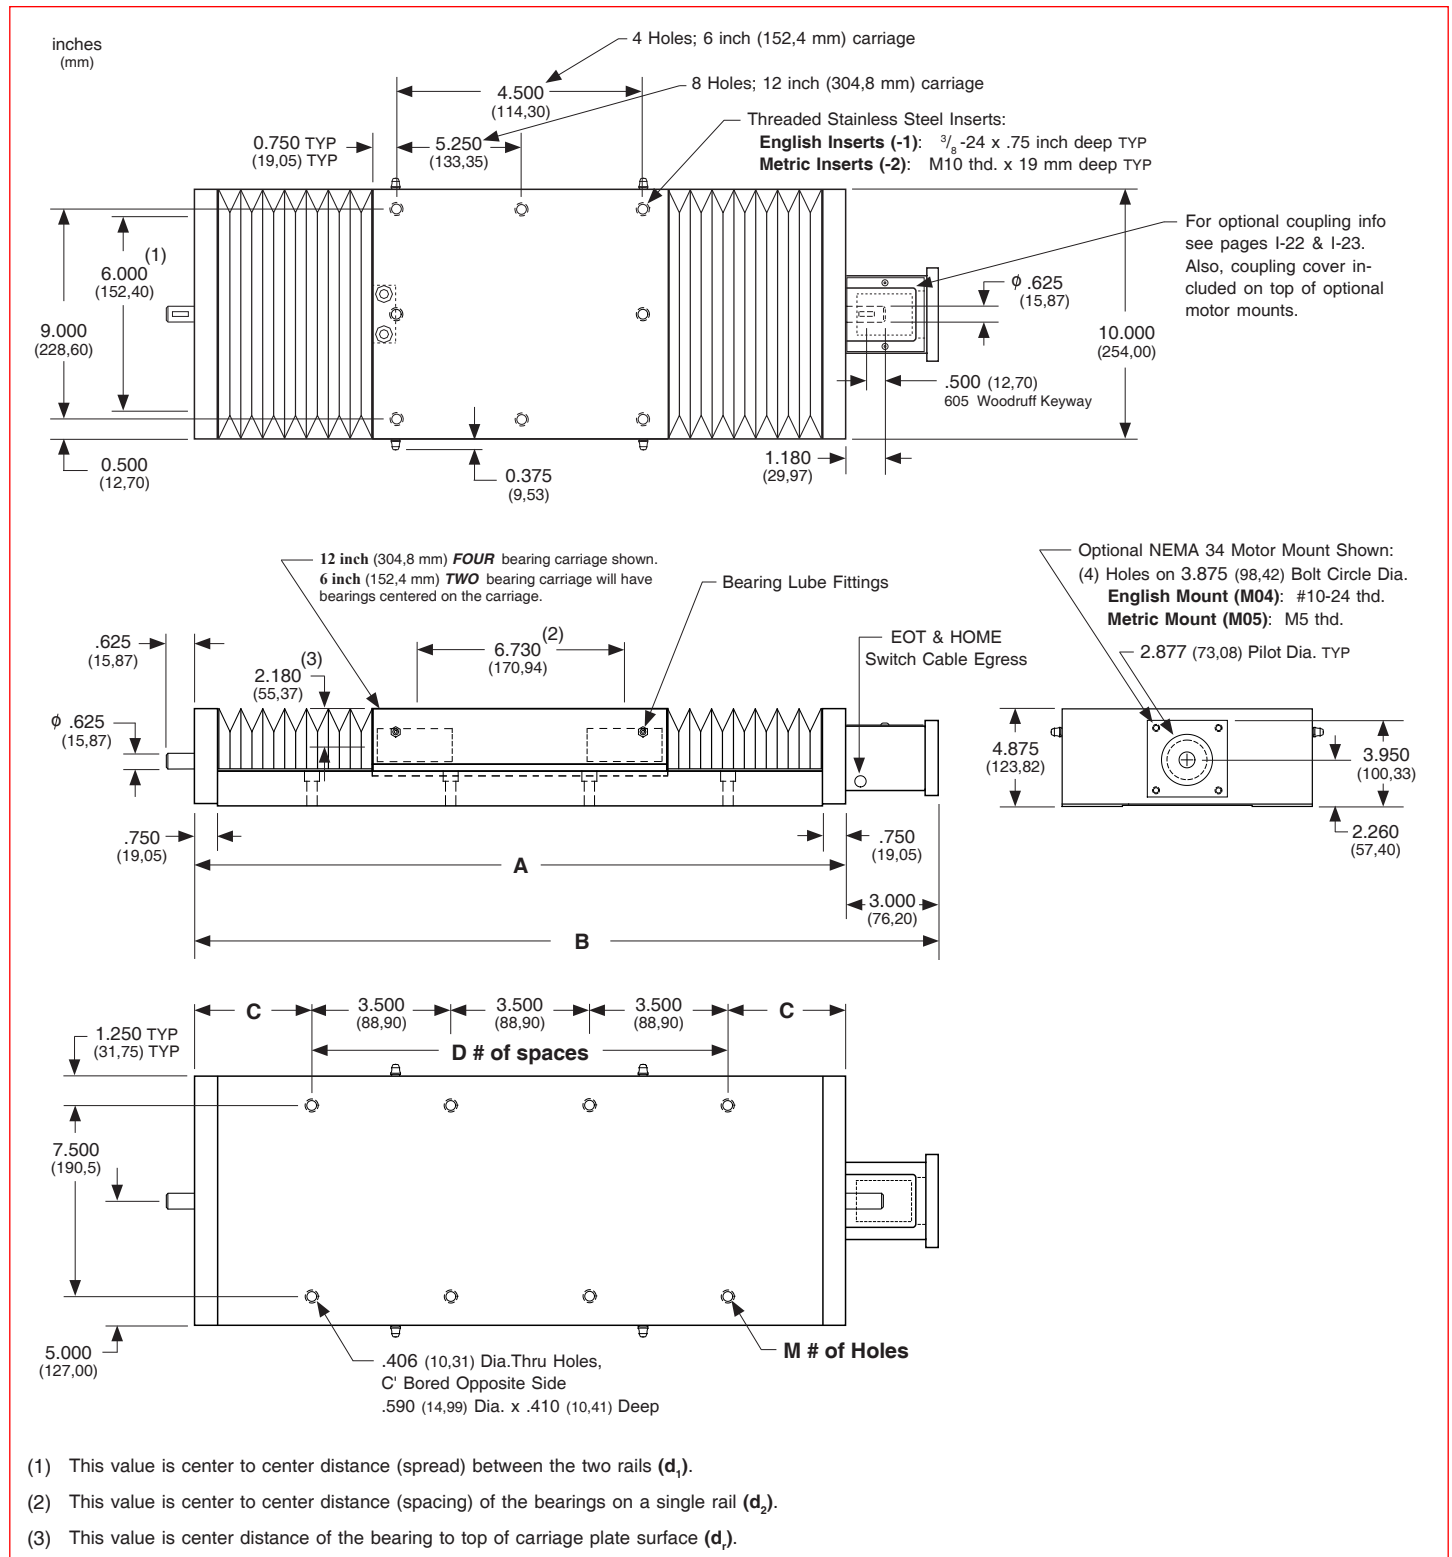 inches
(mm)
4 Holes; 6 inch (152,4 mm) carriage
4.500
(114,30)
8 Holes; 12 inch (304,8 mm) carriage
0.750 TYP
(19,05) TYP
5.250
(133,35)
Threaded Stainless Steel Inserts:
English Inserts (-1): 3/8 -24 x .75 inch deep TYP
Metric Inserts (-2): M10 thd. x 19 mm deep TYP
For optional coupling info
see pages I-22 & I-23.
Also, coupling cover in-
cluded on top of optional
motor mounts.
(1)
6.000
(152,40)
9.000
(228,60)
ϕ .625
(15,87)
10.000
(254,00)
.500 (12,70)
605 Woodruff Keyway
0.500
(12,70)
0.375
(9,53)
1.180
(29,97)
12 inch (304,8 mm) FOUR bearing carriage shown.
6 inch (152,4 mm) TWO bearing carriage will have
bearings centered on the carriage.
Bearing Lube Fittings
Optional NEMA 34 Motor Mount Shown:
(4) Holes on 3.875 (98,42) Bolt Circle Dia.
English Mount (M04): #10-24 thd.
Metric Mount (M05): M5 thd.
2.877 (73,08) Pilot Dia. TYP
.625
(15,87)
(2)
6.730
(170,94)
EOT & HOME
Switch Cable Egress
(3)
2.180
(55,37)
ϕ .625
(15,87)
4.875
(123,82)
3.950
(100,33)
2.260
(57,40)
.750
(19,05)
.750
(19,05)
A
3.000
(76,20)
B
C
3.500
(88,90)
3.500
(88,90)
3.500
(88,90)
C
1.250 TYP
(31,75) TYP
D # of spaces
7.500
(190,5)
5.000
(127,00)
M # of Holes
.406 (10,31) Dia.Thru Holes,
C' Bored Opposite Side
.590 (14,99) Dia. x .410 (10,41) Deep
(1) This value is center to center distance (spread) between the two rails (d₁).
(2) This value is center to center distance (spacing) of the bearings on a single rail (d₂).
(3) This value is center distance of the bearing to top of carriage plate surface (dᵣ).